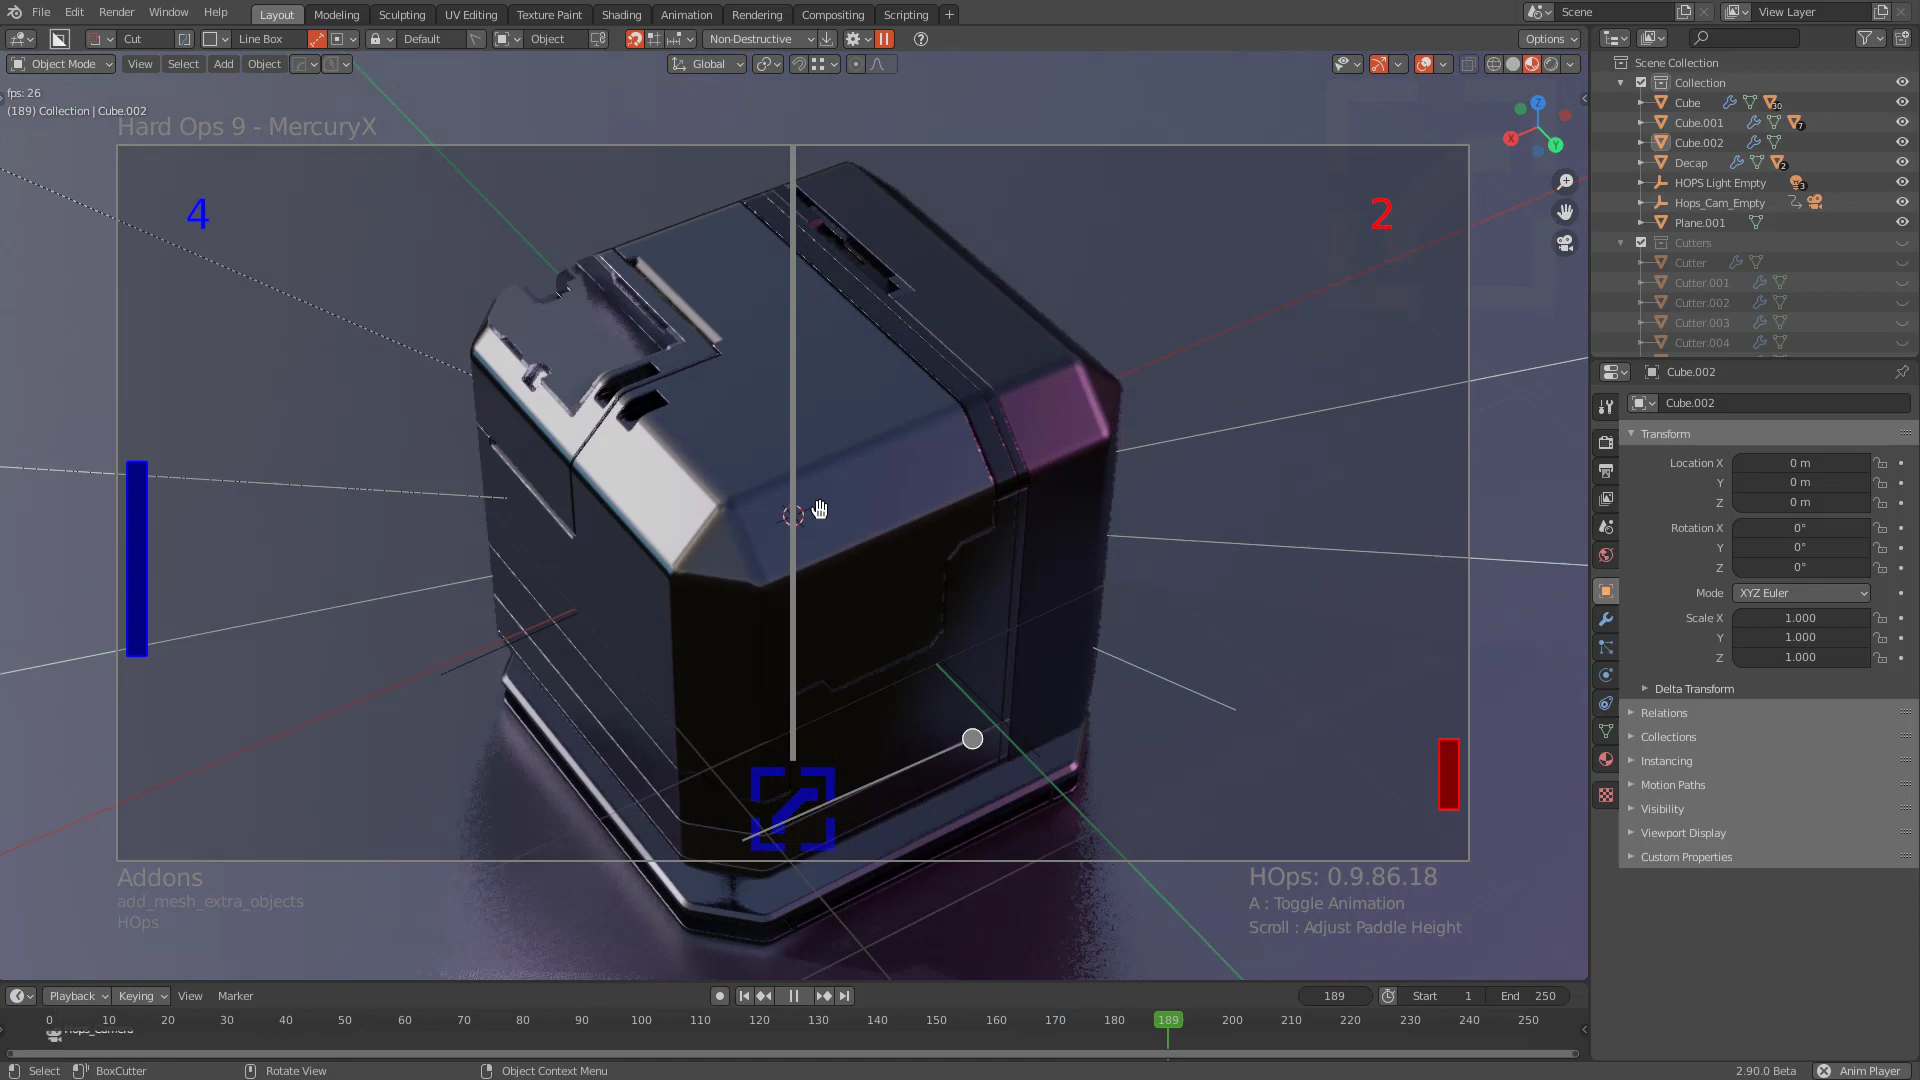 File Edit Render Window Help Layout Modeling Sculpting UV Editing Texture Paint Shading Animation Rendering Compositing Scripting + Scene View Layer
Cut Line Box Default Object Non-Destructive Options
Object Mode View Select Add Object Global
fps: 26
(189) Collection | Cube.002
Hard Ops 9 - MercuryX
4
2
Z
X
Y
Addons
add_mesh_extra_objects
HOps
HOps: 0.9.86.18
A : Toggle Animation
Scroll : Adjust Paddle Height
Scene Collection
Collection
Cube 30
Cube.001 7
Cube.002
Decap 2
HOPS Light Empty 3
Hops_Cam_Empty
Plane.001
Cutters
Cutter
Cutter.001
Cutter.002
Cutter.003
Cutter.004
Cube.002
Cube.002
Transform
Location X 0 m
Y 0 m
Z 0 m
Rotation X 0°
Y 0°
Z 0°
Mode XYZ Euler
Scale X 1.000
Y 1.000
Z 1.000
Delta Transform
Relations
Collections
Instancing
Motion Paths
Visibility
Viewport Display
Custom Properties
Playback Keying View Marker 189 Start 1 End 250
0 10 20 30 40 50 60 70 80 90 100 110 120 130 140 150 160 170 180 189 200 210 220 230 240 250
Hops_Camera
Select BoxCutter Rotate View Object Context Menu 2.90.0 Beta Anim Player